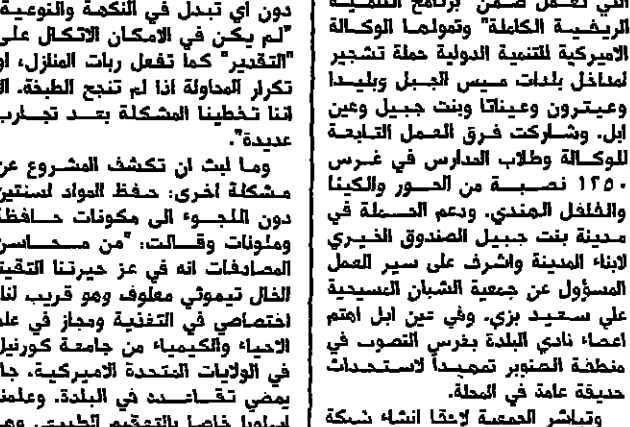 التي تعمل ضمن "برنامج التنمية
الريفية الكاملة" وتمولها الوكالة
الاميركية للتنمية الدولية حملة تشجير
لمداخل بلدات ميس الجبل وبليدا
وعيترون وعيناتا وبنت جبيل وعين
ابل. وشاركت فرق العمل التابعة
للوكالة وطلاب المدارس في غرس
١٢٥٠ نصبة من الحور والكينا
والفلفل الهندي. ودعم الحملة في
مدينة بنت جبيل الصندوق الخيري
لابناء المدينة واشرف على سير العمل
المسؤول عن جمعية الشبان المسيحية
علي سعيد بزي. وفي عين ابل اهتم
اعضاء نادي البلدة بغرس النصوب في
منطقة الصنوبر تمهيداً لاستحداث
حديقة عامة في المحلة.
وتباشر الجمعية لاحقا انشاء شبكة
دون اي تبدل في النكهة والنوعية
"لم يكن في الامكان الاتكال على
"التقدير" كما تفعل ربات المنازل، او
تكرار المحاولة اذا لم تنجح الطبخة. الا
اننا تخطينا المشكلة بعد تجارب
عديدة".
وما لبث ان تكشف المشروع عن
مشكلة اخرى: حفظ المواد لسنتين
دون اللجوء الى مكونات حافظة
وملونات وقالت: "من محاسن
المصادفات انه في عز حيرتنا التقينا
الخال تيموثي معلوف وهو قريب لنا
اختصاصي في التغذية ومجاز في علم
الاحياء والكيمياء من جامعة كورنيل
في الولايات المتحدة الاميركية، جاء
يمضي تقاعده في البلدة. وعلمنا
اسلوبا خاصا بالتعقيم الطبيعي وهو